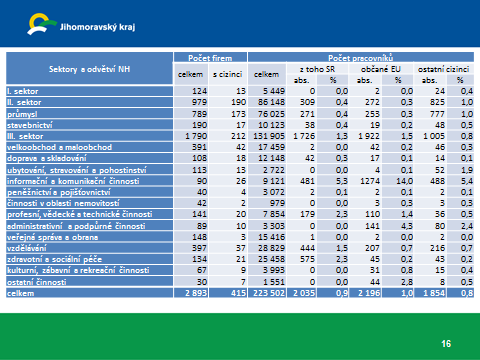 Jihomoravský kraj
Sektory a odvětví NH Počet firem Počet pracovníků
celkem s cizinci celkem z toho SR občané EU ostatní cizinci
abs. % abs. % abs. %
I. sektor 124 13 5 449 0 0,0 2 0,0 24 0,4
II. sektor 979 190 86 148 309 0,4 272 0,3 825 1,0
průmysl 789 173 76 025 271 0,4 253 0,3 777 1,0
stavebnictví 190 17 10 123 38 0,4 19 0,2 48 0,5
III. sektor 1 790 212 131 905 1 726 1,3 1 922 1,5 1 005 0,8
velkoobchod a maloobchod 391 42 17 459 2 0,0 42 0,2 46 0,3
doprava a skladování 108 18 12 148 42 0,3 17 0,1 14 0,1
ubytování, stravování a pohostinství 113 13 2 722 0 0,0 4 0,1 52 1,9
informační a komunikační činnosti 90 26 9 121 481 5,3 1274 14,0 488 5,4
peněžnictví a pojišťovnictví 40 4 3 072 2 0,1 2 0,1 2 0,1
činnosti v oblasti nemovitostí 42 2 979 0 0,0 3 0,3 3 0,3
profesní, vědecké a technické činnosti 141 20 7 854 179 2,3 110 1,4 36 0,5
administrativní a podpůrné činnosti 89 10 3 303 0 0,0 141 4,3 80 2,4
veřejná správa a obrana 148 3 15 416 1 0,0 2 0,0 2 0,0
vzdělávání 397 37 28 829 444 1,5 207 0,7 216 0,7
zdravotní a sociální péče 134 21 25 458 575 2,3 45 0,2 43 0,2
kulturní, zábavní a rekreační činnosti 67 9 3 993 0 0,0 31 0,8 15 0,4
ostatní činnosti 30 7 1 551 0 0,0 44 2,8 8 0,5
celkem 2 893 415 223 502 2 035 0,9 2 196 1,0 1 854 0,8
16